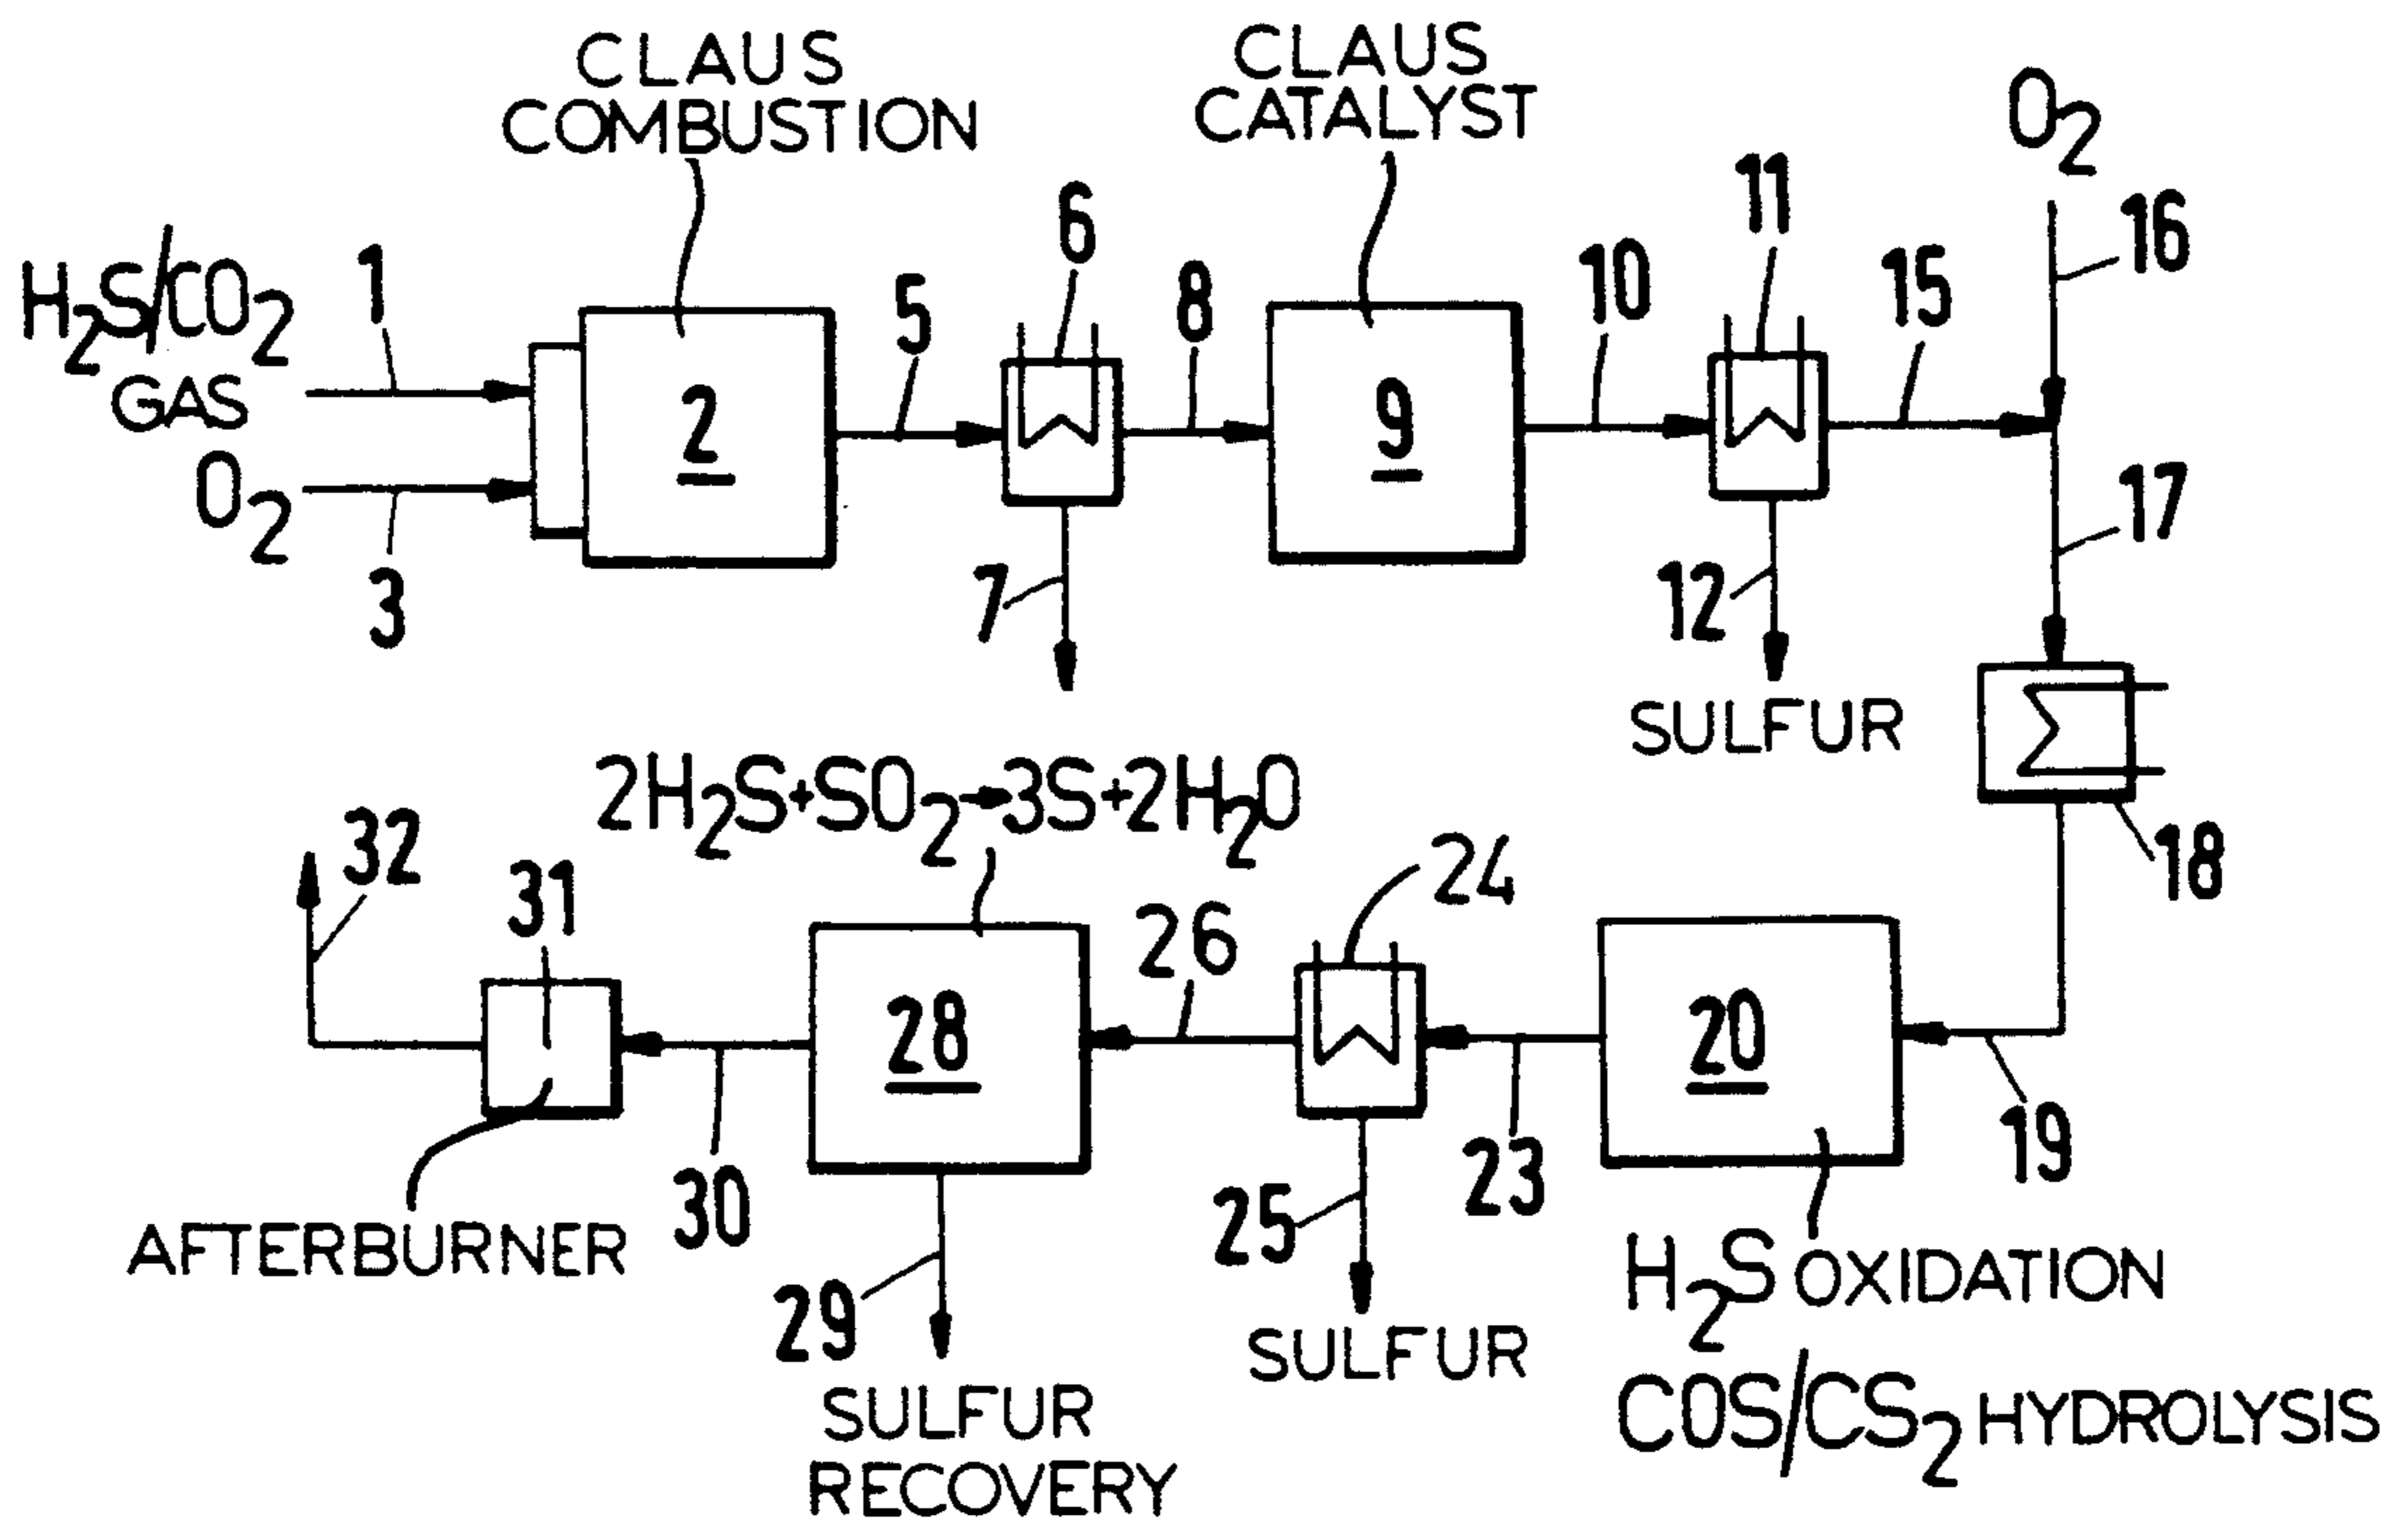 CLAUS
COMBUSTION
CLAUS
CATALYST
O2
11
16
6
H2S/CO2
GAS
1
5
8
10
15
2
9
O2
3
7
12
17
SULFUR
18
2H2S+SO2→3S+2H2O
32
31
24
26
28
20
19
30
23
25
29
AFTERBURNER
SULFUR
RECOVERY
SULFUR
H2S OXIDATION
COS/CS2 HYDROLYSIS